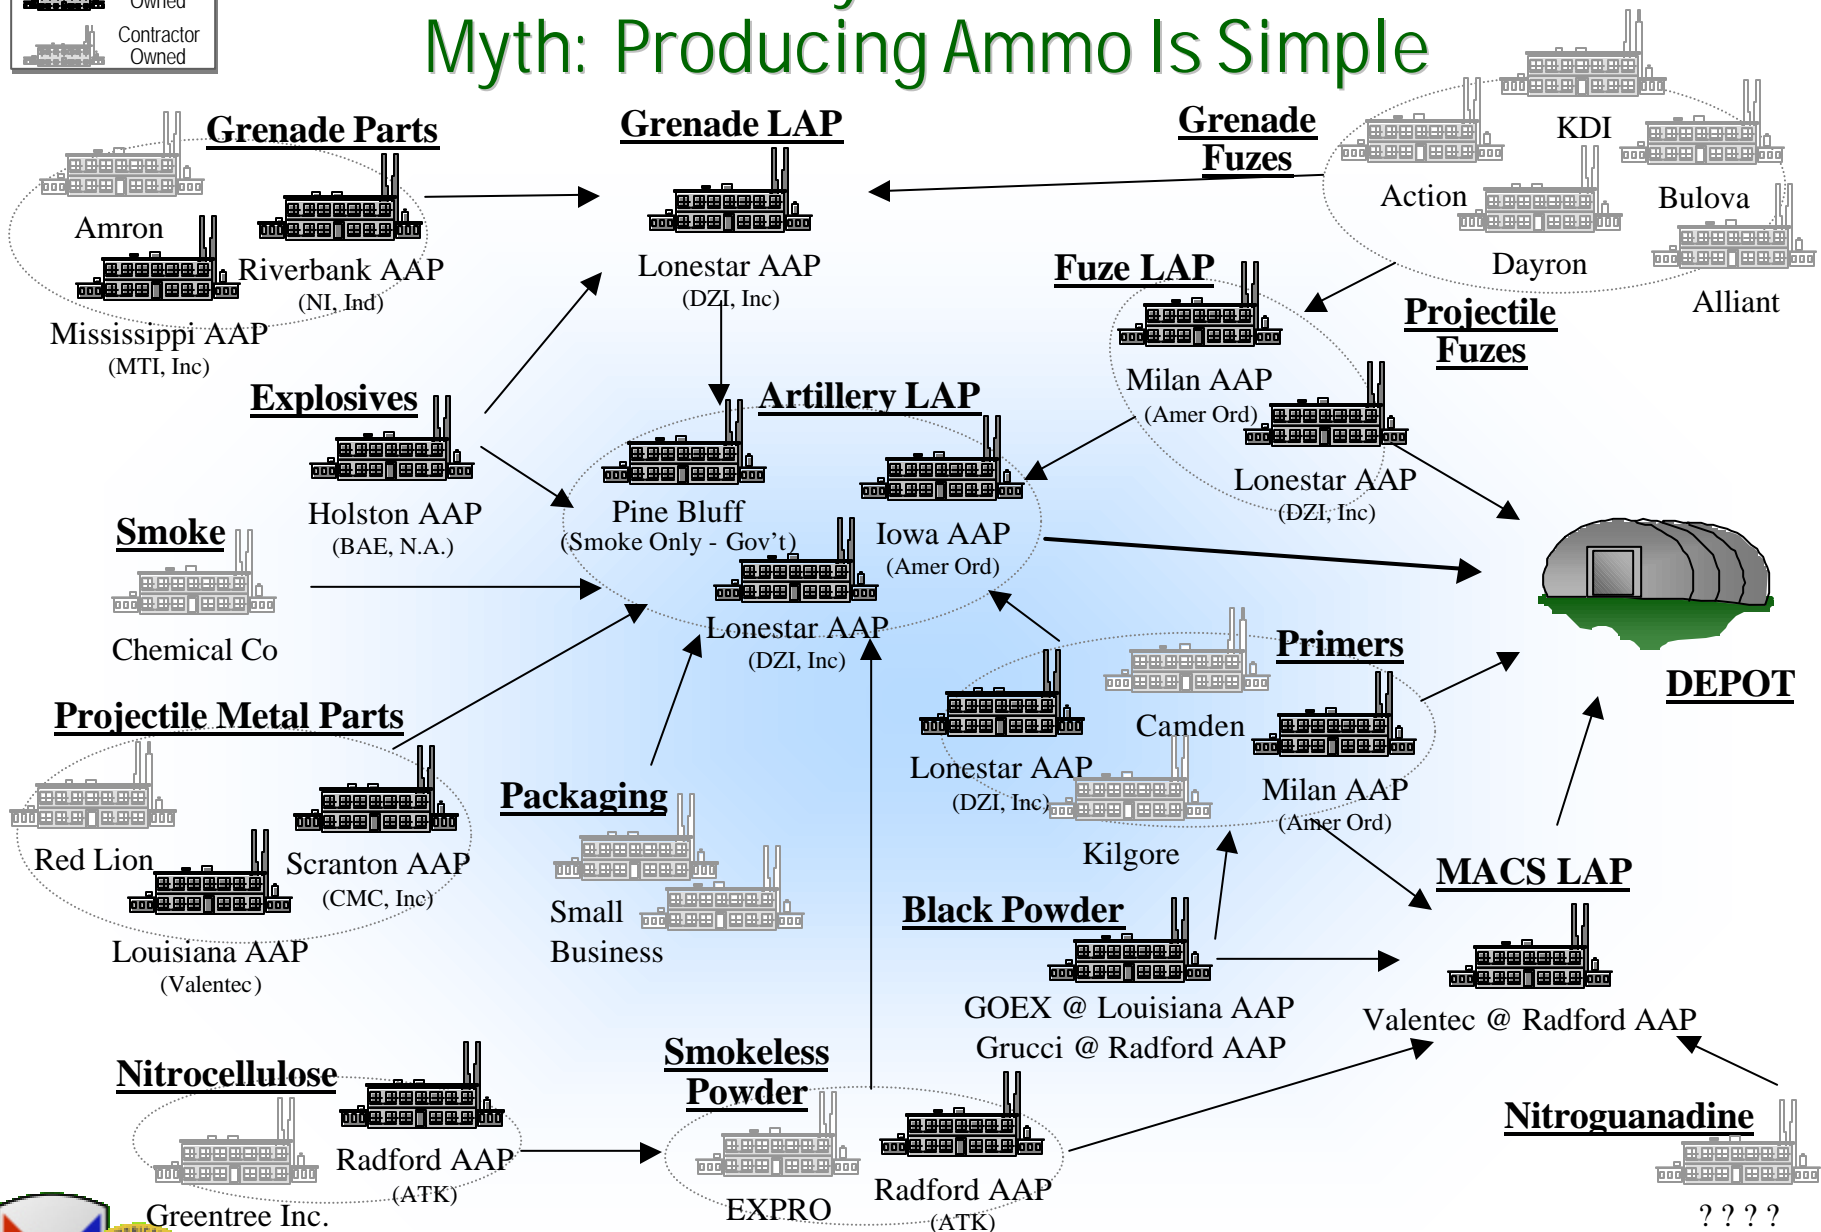 Owned
Contractor
Owned
Myth: Producing Ammo Is Simple
Grenade Parts
Amron
Riverbank AAP
(NI, Ind)
Mississippi AAP
(MTI, Inc)
Grenade LAP
Lonestar AAP
(DZI, Inc)
Grenade
Fuzes
KDI
Action
Bulova
Dayron
Alliant
Projectile
Fuzes
Fuze LAP
Milan AAP
(Amer Ord)
Lonestar AAP
(DZI, Inc)
Explosives
Holston AAP
(BAE, N.A.)
Artillery LAP
Pine Bluff
(Smoke Only - Gov't)
Iowa AAP
(Amer Ord)
Lonestar AAP
(DZI, Inc)
Smoke
Chemical Co
DEPOT
Primers
Camden
Lonestar AAP
(DZI, Inc)
Milan AAP
(Amer Ord)
Kilgore
Projectile Metal Parts
Red Lion
Scranton AAP
(CMC, Inc)
Louisiana AAP
(Valentec)
Packaging
Small
Business
Black Powder
GOEX @ Louisiana AAP
Grucci @ Radford AAP
MACS LAP
Valentec @ Radford AAP
Nitrocellulose
Radford AAP
(ATK)
Greentree Inc.
Smokeless
Powder
EXPRO
Radford AAP
(ATK)
Nitroguanadine
? ? ? ?